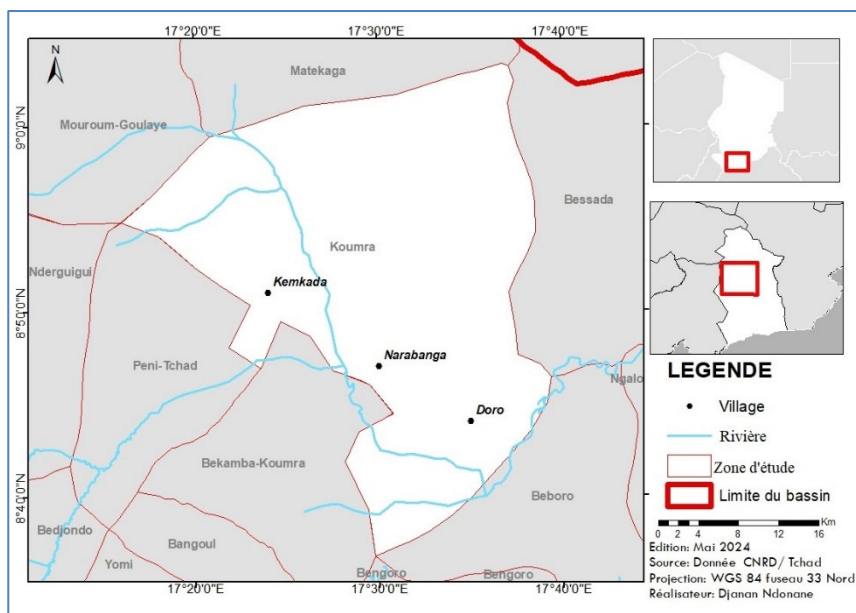 17°20'0"E 17°30'0"E 17°40'0"E
N
Matekaga
Mouroum-Goulaye
9°0'0"N
Bessada
Koumra
Nderguigui
Kemkada
8°50'0"N
Peni-Tchad
Narabanga
Ngalo
Doro
Bekamba-Koumra
8°40'0"N
Beboro
Bedjondo
Bangoul
Yomi
Bengoro
Bengoro
17°20'0"E 17°30'0"E 17°40'0"E
LEGENDE
Village
Rivière
Zone d'étude
Limite du bassin
Km
0 2 4 8 12 16
Edition: Mai 2024
Source: Donnée CNRD/ Tchad
Projection: WGS 84 fuseau 33 Nord
Réalisateur: Djanan Ndonane